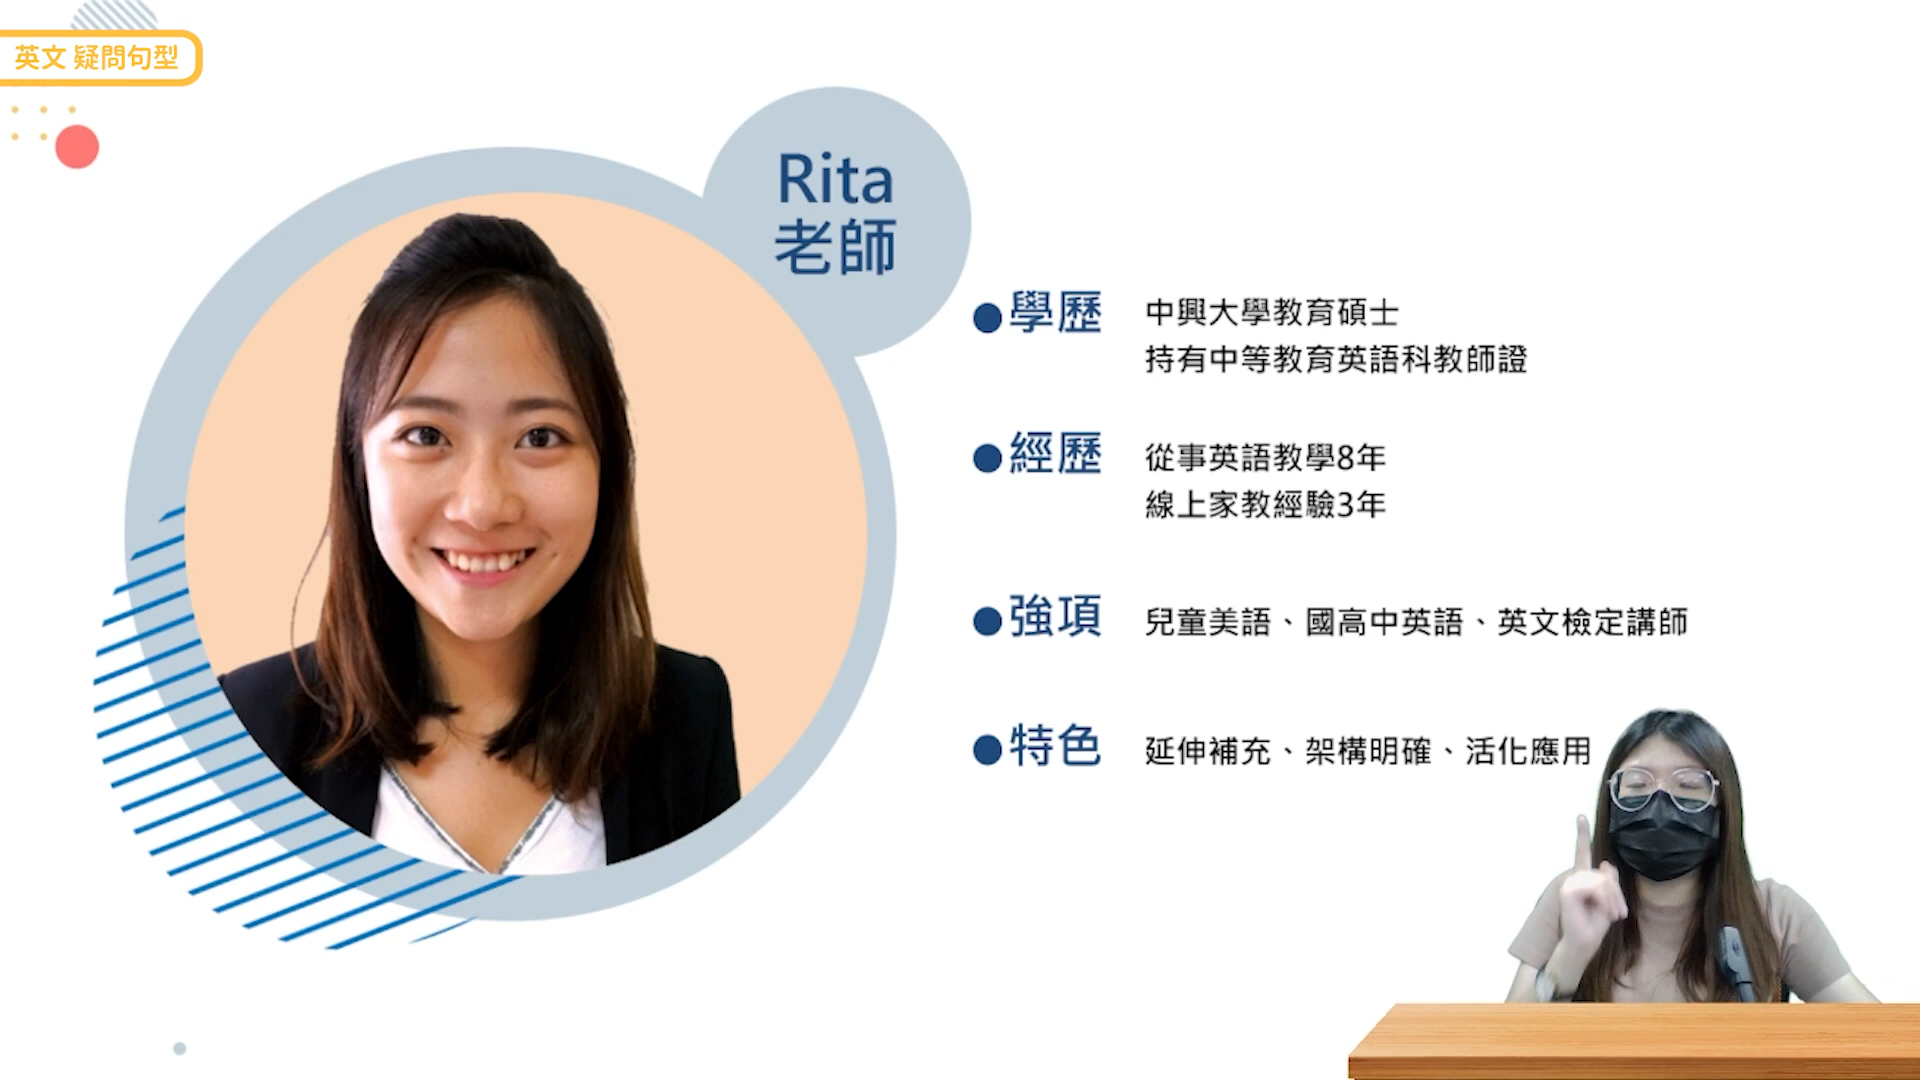 英文 疑問句型
Rita
老師
學歷 中興大學教育碩士
持有中等教育英語科教師證
經歷 從事英語教學8年
線上家教經驗3年
強項 兒童美語、國高中英語、英文檢定講師
特色 延伸補充、架構明確、活化應用